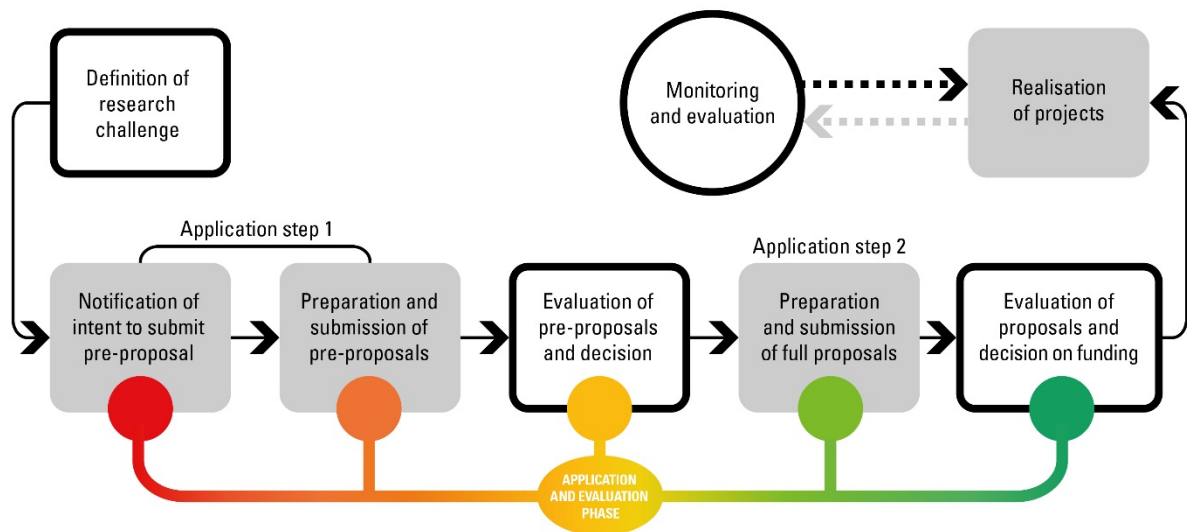 Definition of
research
challenge
Monitoring
and evaluation
Realisation
of projects
Application step 1
Application step 2
Notification of
intent to submit
pre-proposal
Preparation and
submission of
pre-proposals
Evaluation of
pre-proposals
and decision
Preparation
and submission
of full proposals
Evaluation of
proposals and
decision on funding
APPLICATION
AND EVALUATION
PHASE